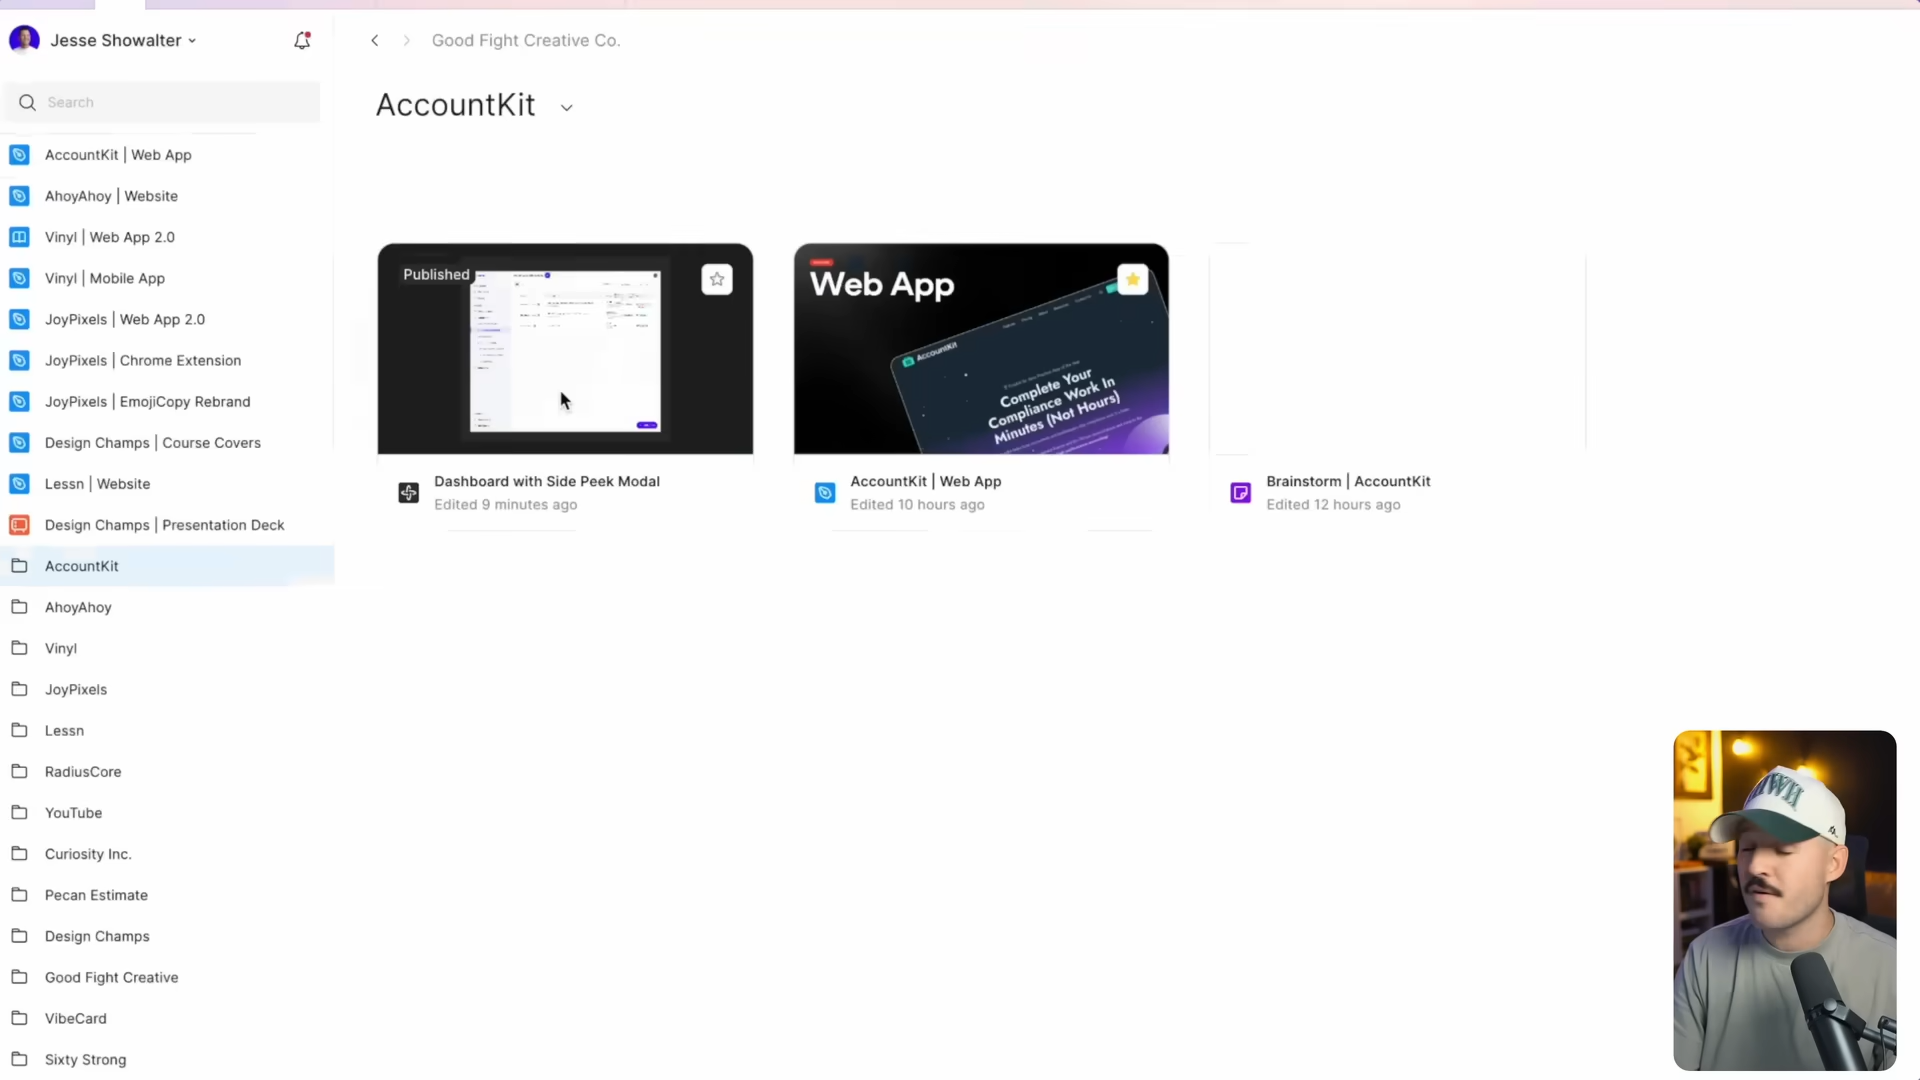 Jesse Showalter
Search
AccountKit | Web App
AhoyAhoy | Website
Vinyl | Web App 2.0
Vinyl | Mobile App
JoyPixels | Web App 2.0
JoyPixels | Chrome Extension
JoyPixels | EmojiCopy Rebrand
Design Champs | Course Covers
Lessn | Website
Design Champs | Presentation Deck
AccountKit
AhoyAhoy
Vinyl
JoyPixels
Lessn
RadiusCore
YouTube
Curiosity Inc.
Pecan Estimate
Design Champs
Good Fight Creative
VibeCard
Sixty Strong
Good Fight Creative Co.
AccountKit
Published
Dashboard with Side Peek Modal
Edited 9 minutes ago
Web App
AccountKit
Complete Your
Compliance Work In
Minutes (Not Hours)
AccountKit | Web App
Edited 10 hours ago
Brainstorm | AccountKit
Edited 12 hours ago